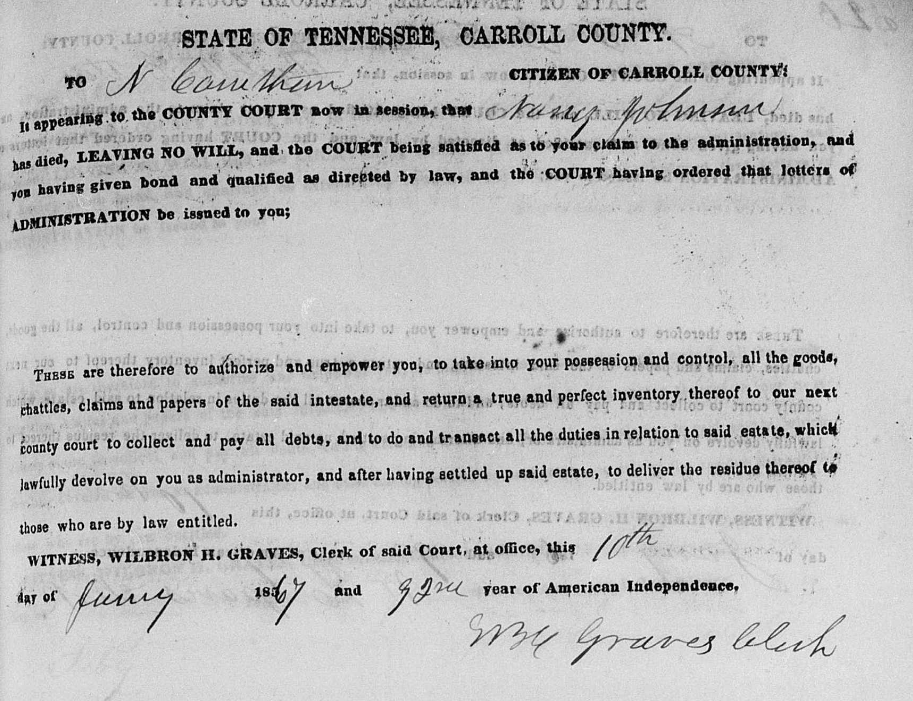 STATE OF TENNESSEE, CARROLL COUNTY.
TO N CITIZEN OF CARROLL COUNTY:
It appearing to the COUNTY COURT now in session, that Nancy Johnson
has died, LEAVING NO WILL, and the COURT being satisfied as to your claim to the administration, and
you having given bond and qualified as directed by law, and the COURT having ordered that letters of
ADMINISTRATION be issued to you;
THESE are therefore to authorize and empower you, to take into your possession and control, all the goods,
chattles, claims and papers of the said intestate, and return a true and perfect inventory thereof to our next
county court to collect and pay all debts, and to do and transact all the duties in relation to said estate, which
lawfully devolve on you as administrator, and after having settled up said estate, to deliver the residue thereof to
those who are by law entitled.
WITNESS, WILBRON H. GRAVES, Clerk of said Court, at office, this 10th
day of 1867 and 92nd year of American Independence.
Graves Clerk